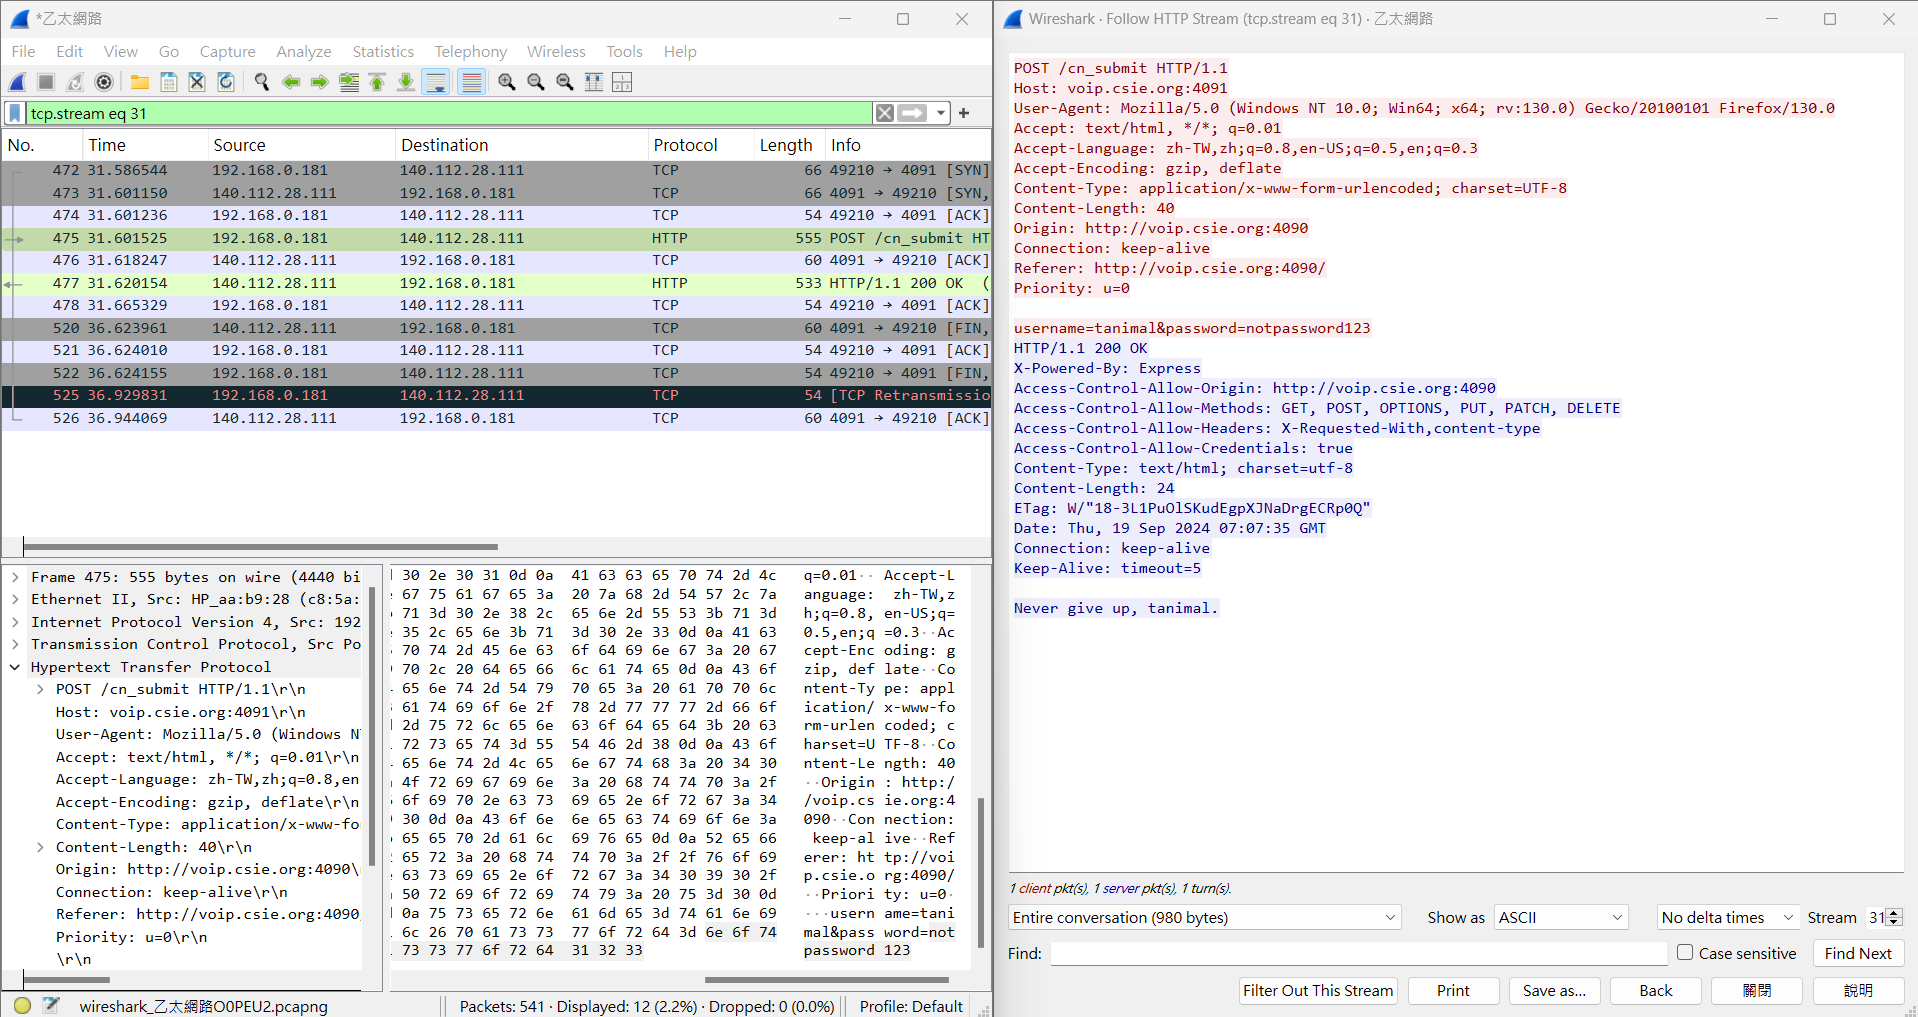 *乙太網路
File Edit View Go Capture Analyze Statistics Telephony Wireless Tools Help
tcp.stream eq 31
No. Time Source Destination Protocol Length Info
472 31.586544 192.168.0.181 140.112.28.111 TCP 66 49210 → 4091 [SYN]
473 31.601150 140.112.28.111 192.168.0.181 TCP 66 4091 → 49210 [SYN,
474 31.601236 192.168.0.181 140.112.28.111 TCP 54 49210 → 4091 [ACK]
475 31.601525 192.168.0.181 140.112.28.111 HTTP 555 POST /cn_submit HT
476 31.618247 140.112.28.111 192.168.0.181 TCP 60 4091 → 49210 [ACK]
477 31.620154 140.112.28.111 192.168.0.181 HTTP 533 HTTP/1.1 200 OK (
478 31.665329 192.168.0.181 140.112.28.111 TCP 54 49210 → 4091 [ACK]
520 36.623961 140.112.28.111 192.168.0.181 TCP 60 4091 → 49210 [FIN,
521 36.624010 192.168.0.181 140.112.28.111 TCP 54 49210 → 4091 [ACK]
522 36.624155 192.168.0.181 140.112.28.111 TCP 54 49210 → 4091 [FIN,
525 36.929831 192.168.0.181 140.112.28.111 TCP 54 [TCP Retransmissio
526 36.944069 140.112.28.111 192.168.0.181 TCP 60 4091 → 49210 [ACK]
Frame 475: 555 bytes on wire (4440 bi
Ethernet II, Src: HP_aa:b9:28 (c8:5a:
Internet Protocol Version 4, Src: 192
Transmission Control Protocol, Src Po
Hypertext Transfer Protocol
POST /cn_submit HTTP/1.1\r\n
Host: voip.csie.org:4091\r\n
User-Agent: Mozilla/5.0 (Windows N
Accept: text/html, */*; q=0.01\r\n
Accept-Language: zh-TW,zh;q=0.8,en
Accept-Encoding: gzip, deflate\r\n
Content-Type: application/x-www-fo
Content-Length: 40\r\n
Origin: http://voip.csie.org:4090\
Connection: keep-alive\r\n
Referer: http://voip.csie.org:4090
Priority: u=0\r\n
\r\n
30 2e 30 31 0d 0a 41 63 63 65 70 74 2d 4c q=0.01·· Accept-L
67 75 61 67 65 3a 20 7a 68 2d 54 57 2c 7a anguage: zh-TW,z
71 3d 30 2e 38 2c 65 6e 2d 55 53 3b 71 3d h;q=0.8, en-US;q=
35 2c 65 6e 3b 71 3d 30 2e 33 0d 0a 41 63 0.5,en;q =0.3··Ac
70 74 2d 45 6e 63 6f 64 69 6e 67 3a 20 67 cept-Enc oding: g
70 2c 20 64 65 66 6c 61 74 65 0d 0a 43 6f zip, def late··Co
65 6e 74 2d 54 79 70 65 3a 20 61 70 70 6c ntent-Ty pe: appl
61 74 69 6f 6e 2f 78 2d 77 77 77 2d 66 6f ication/ x-www-fo
2d 75 72 6c 65 6e 63 6f 64 65 64 3b 20 63 rm-urlen coded; c
72 73 65 74 3d 55 54 46 2d 38 0d 0a 43 6f harset=U TF-8··Co
65 6e 74 2d 4c 65 6e 67 74 68 3a 20 34 30 ntent-Le ngth: 40
4f 72 69 67 69 6e 3a 20 68 74 74 70 3a 2f ··Origin : http:/
6f 69 70 2e 63 73 69 65 2e 6f 72 67 3a 34 /voip.cs ie.org:4
30 30 0d 0a 43 6f 6e 6e 65 63 74 69 6f 6e 3a 090··Con nection:
65 65 70 2d 61 6c 69 76 65 0d 0a 52 65 66 keep-al ive··Ref
65 72 3a 20 68 74 74 70 3a 2f 2f 76 6f 69 erer: ht tp://voi
63 73 69 65 2e 6f 72 67 3a 34 30 39 30 2f p.csie.o rg:4090/
50 72 69 6f 72 69 74 79 3a 20 75 3d 30 0d ··Priori ty: u=0·
0a 75 73 65 72 6e 61 6d 65 3d 74 61 6e 69 ···usern ame=tani
6c 26 70 61 73 73 77 6f 72 64 3d 6e 6f 74 mal&pass word=not
73 73 77 6f 72 64 31 32 33 password 123
wireshark_乙太網路O0PEU2.pcapng
Packets: 541 · Displayed: 12 (2.2%) · Dropped: 0 (0.0%)
Profile: Default
Wireshark · Follow HTTP Stream (tcp.stream eq 31) · 乙太網路
POST /cn_submit HTTP/1.1
Host: voip.csie.org:4091
User-Agent: Mozilla/5.0 (Windows NT 10.0; Win64; x64; rv:130.0) Gecko/20100101 Firefox/130.0
Accept: text/html, */*; q=0.01
Accept-Language: zh-TW,zh;q=0.8,en-US;q=0.5,en;q=0.3
Accept-Encoding: gzip, deflate
Content-Type: application/x-www-form-urlencoded; charset=UTF-8
Content-Length: 40
Origin: http://voip.csie.org:4090
Connection: keep-alive
Referer: http://voip.csie.org:4090/
Priority: u=0
username=tanimal&password=notpassword123
HTTP/1.1 200 OK
X-Powered-By: Express
Access-Control-Allow-Origin: http://voip.csie.org:4090
Access-Control-Allow-Methods: GET, POST, OPTIONS, PUT, PATCH, DELETE
Access-Control-Allow-Headers: X-Requested-With,content-type
Access-Control-Allow-Credentials: true
Content-Type: text/html; charset=utf-8
Content-Length: 24
ETag: W/"18-3L1PuOlSKudEgpXJNaDrgECRp0Q"
Date: Thu, 19 Sep 2024 07:07:35 GMT
Connection: keep-alive
Keep-Alive: timeout=5
Never give up, tanimal.
1 client pkt(s), 1 server pkt(s), 1 turn(s).
Entire conversation (980 bytes) Show as ASCII No delta times Stream 31
Find: Case sensitive Find Next
Filter Out This Stream Print Save as... Back 關閉 說明